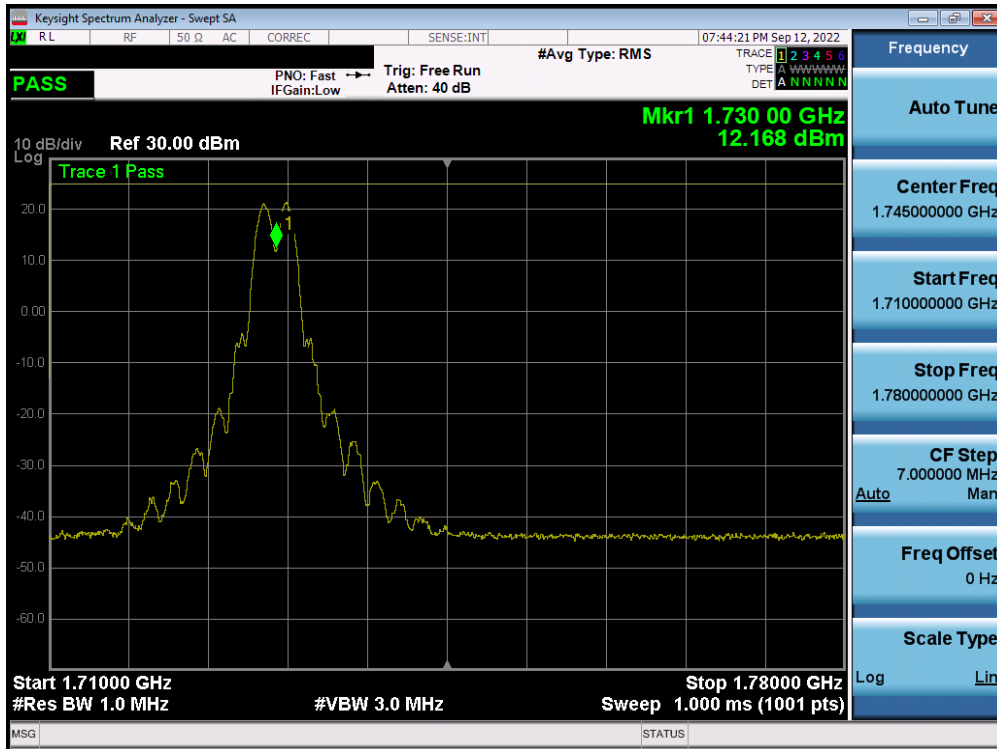 Keysight Spectrum Analyzer - Swept SA
LXI RL RF 50 Ω AC CORREC SENSE:INT 07:44:21 PM Sep 12, 2022
PASS
PNO: Fast
IFGain:Low
Trig: Free Run
Atten: 40 dB
#Avg Type: RMS
TRACE 1 2 3 4 5 6
TYPE A WWWWW
DET A N N N N N
Mkr1 1.730 00 GHz
12.168 dBm
10 dB/div Ref 30.00 dBm
Log
Trace 1 Pass
1
20.0
10.0
0.00
-10.0
-20.0
-30.0
-40.0
-50.0
-60.0
Start 1.71000 GHz Stop 1.78000 GHz
#Res BW 1.0 MHz #VBW 3.0 MHz Sweep 1.000 ms (1001 pts)
MSG STATUS
Frequency
Auto Tune
Center Freq
1.745000000 GHz
Start Freq
1.710000000 GHz
Stop Freq
1.780000000 GHz
CF Step
7.000000 MHz
Auto Man
Freq Offset
0 Hz
Scale Type
Log Lin